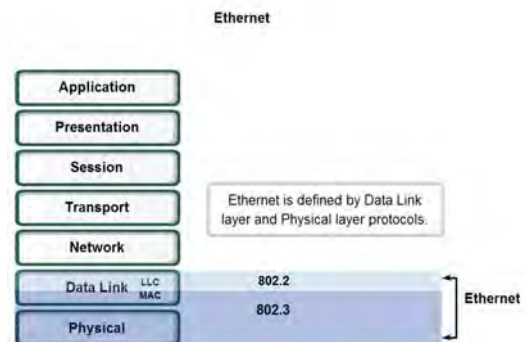 Ethernet
Application
Presentation
Session
Transport
Network
Ethernet is defined by Data Link
layer and Physical layer protocols.
Data Link LLC
MAC
Physical
802.2
802.3
Ethernet